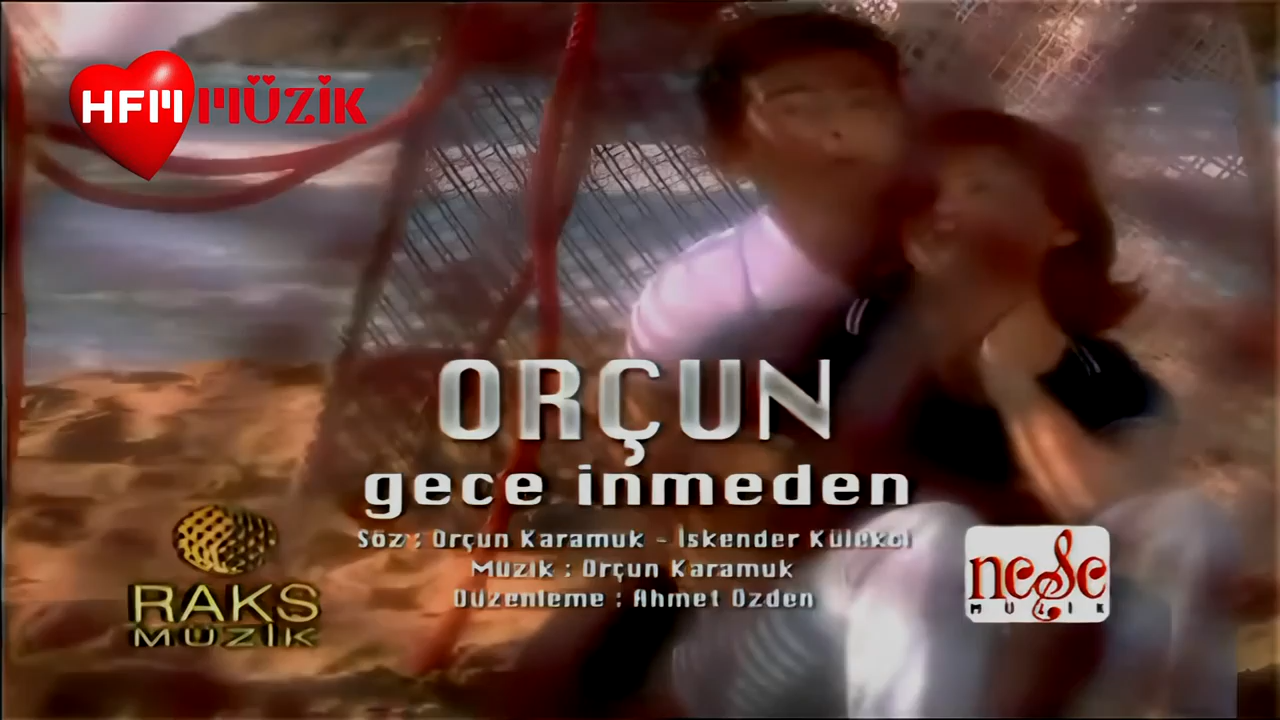 HFM MÜZİK
ORÇUN
gece inmeden
Söz : Orçun Karamuk - İskender Külekçi
Müzik : Orçun Karamuk
Düzenleme : Ahmet Özden
RAKS
MÜZİK
neşe
MÜZİK